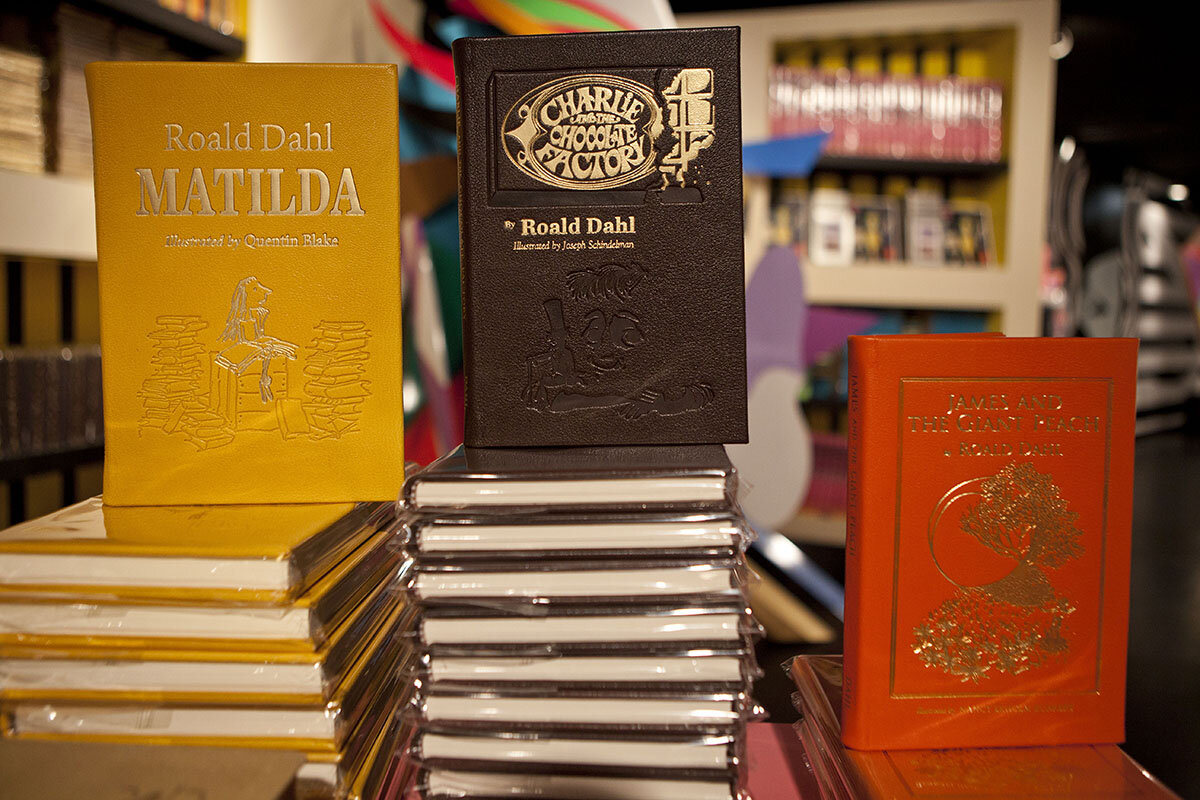 Roald Dahl
MATILDA
Illustrated by Quentin Blake
CHARLIE
AND THE
CHOCOLATE
FACTORY
By Roald Dahl
Illustrated by Joseph Schindelman
JAMES AND
THE GIANT PEACH
ROALD DAHL